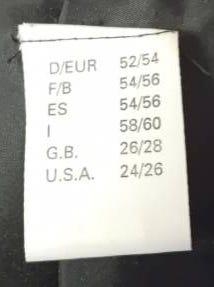 D/EUR 52/54
F/B 54/56
ES 54/56
I 58/60
G.B. 26/28
U.S.A. 24/26